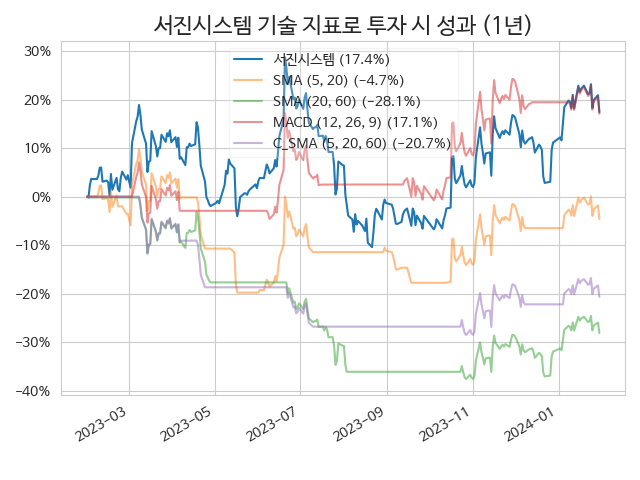 서진시스템 기술 지표로 투자 시 성과 (1년)
30%
20%
10%
0%
−10%
−20%
−30%
−40%
서진시스템 (17.4%)
SMA (5, 20) (−4.7%)
SMA (20, 60) (−28.1%)
MACD (12, 26, 9) (17.1%)
C_SMA (5, 20, 60) (−20.7%)
2023−03
2023−05
2023−07
2023−09
2023−11
2024−01